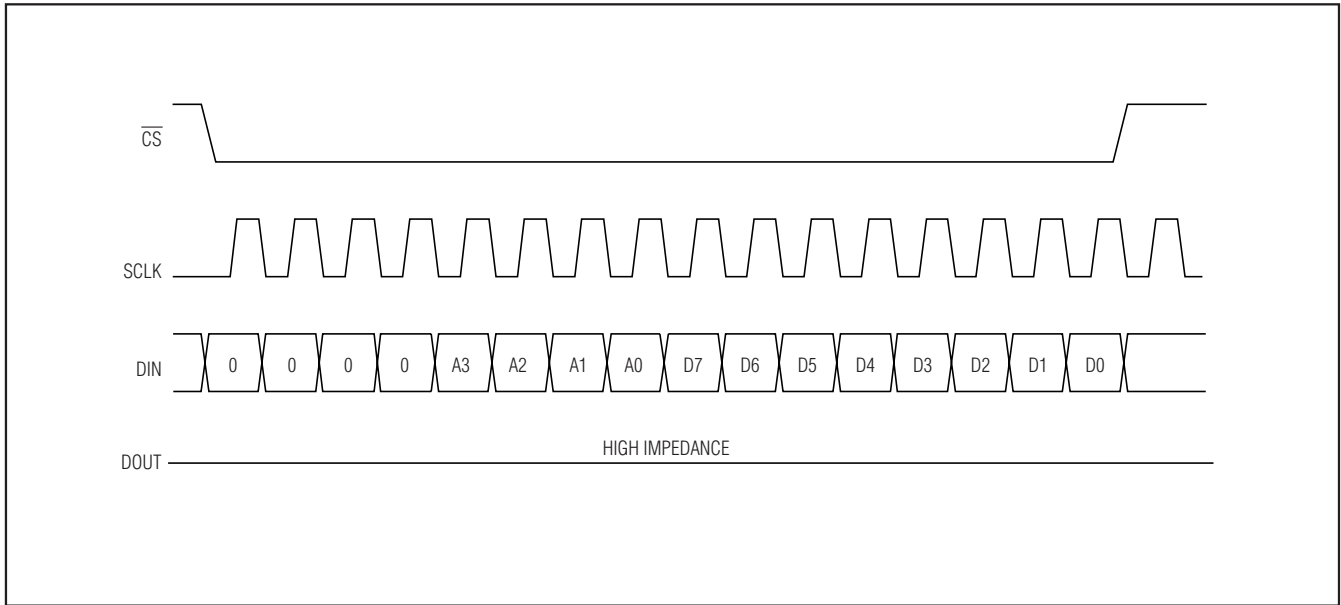 C̅S̅
SCLK
DIN 0 0 0 0 A3 A2 A1 A0 D7 D6 D5 D4 D3 D2 D1 D0
HIGH IMPEDANCE
DOUT